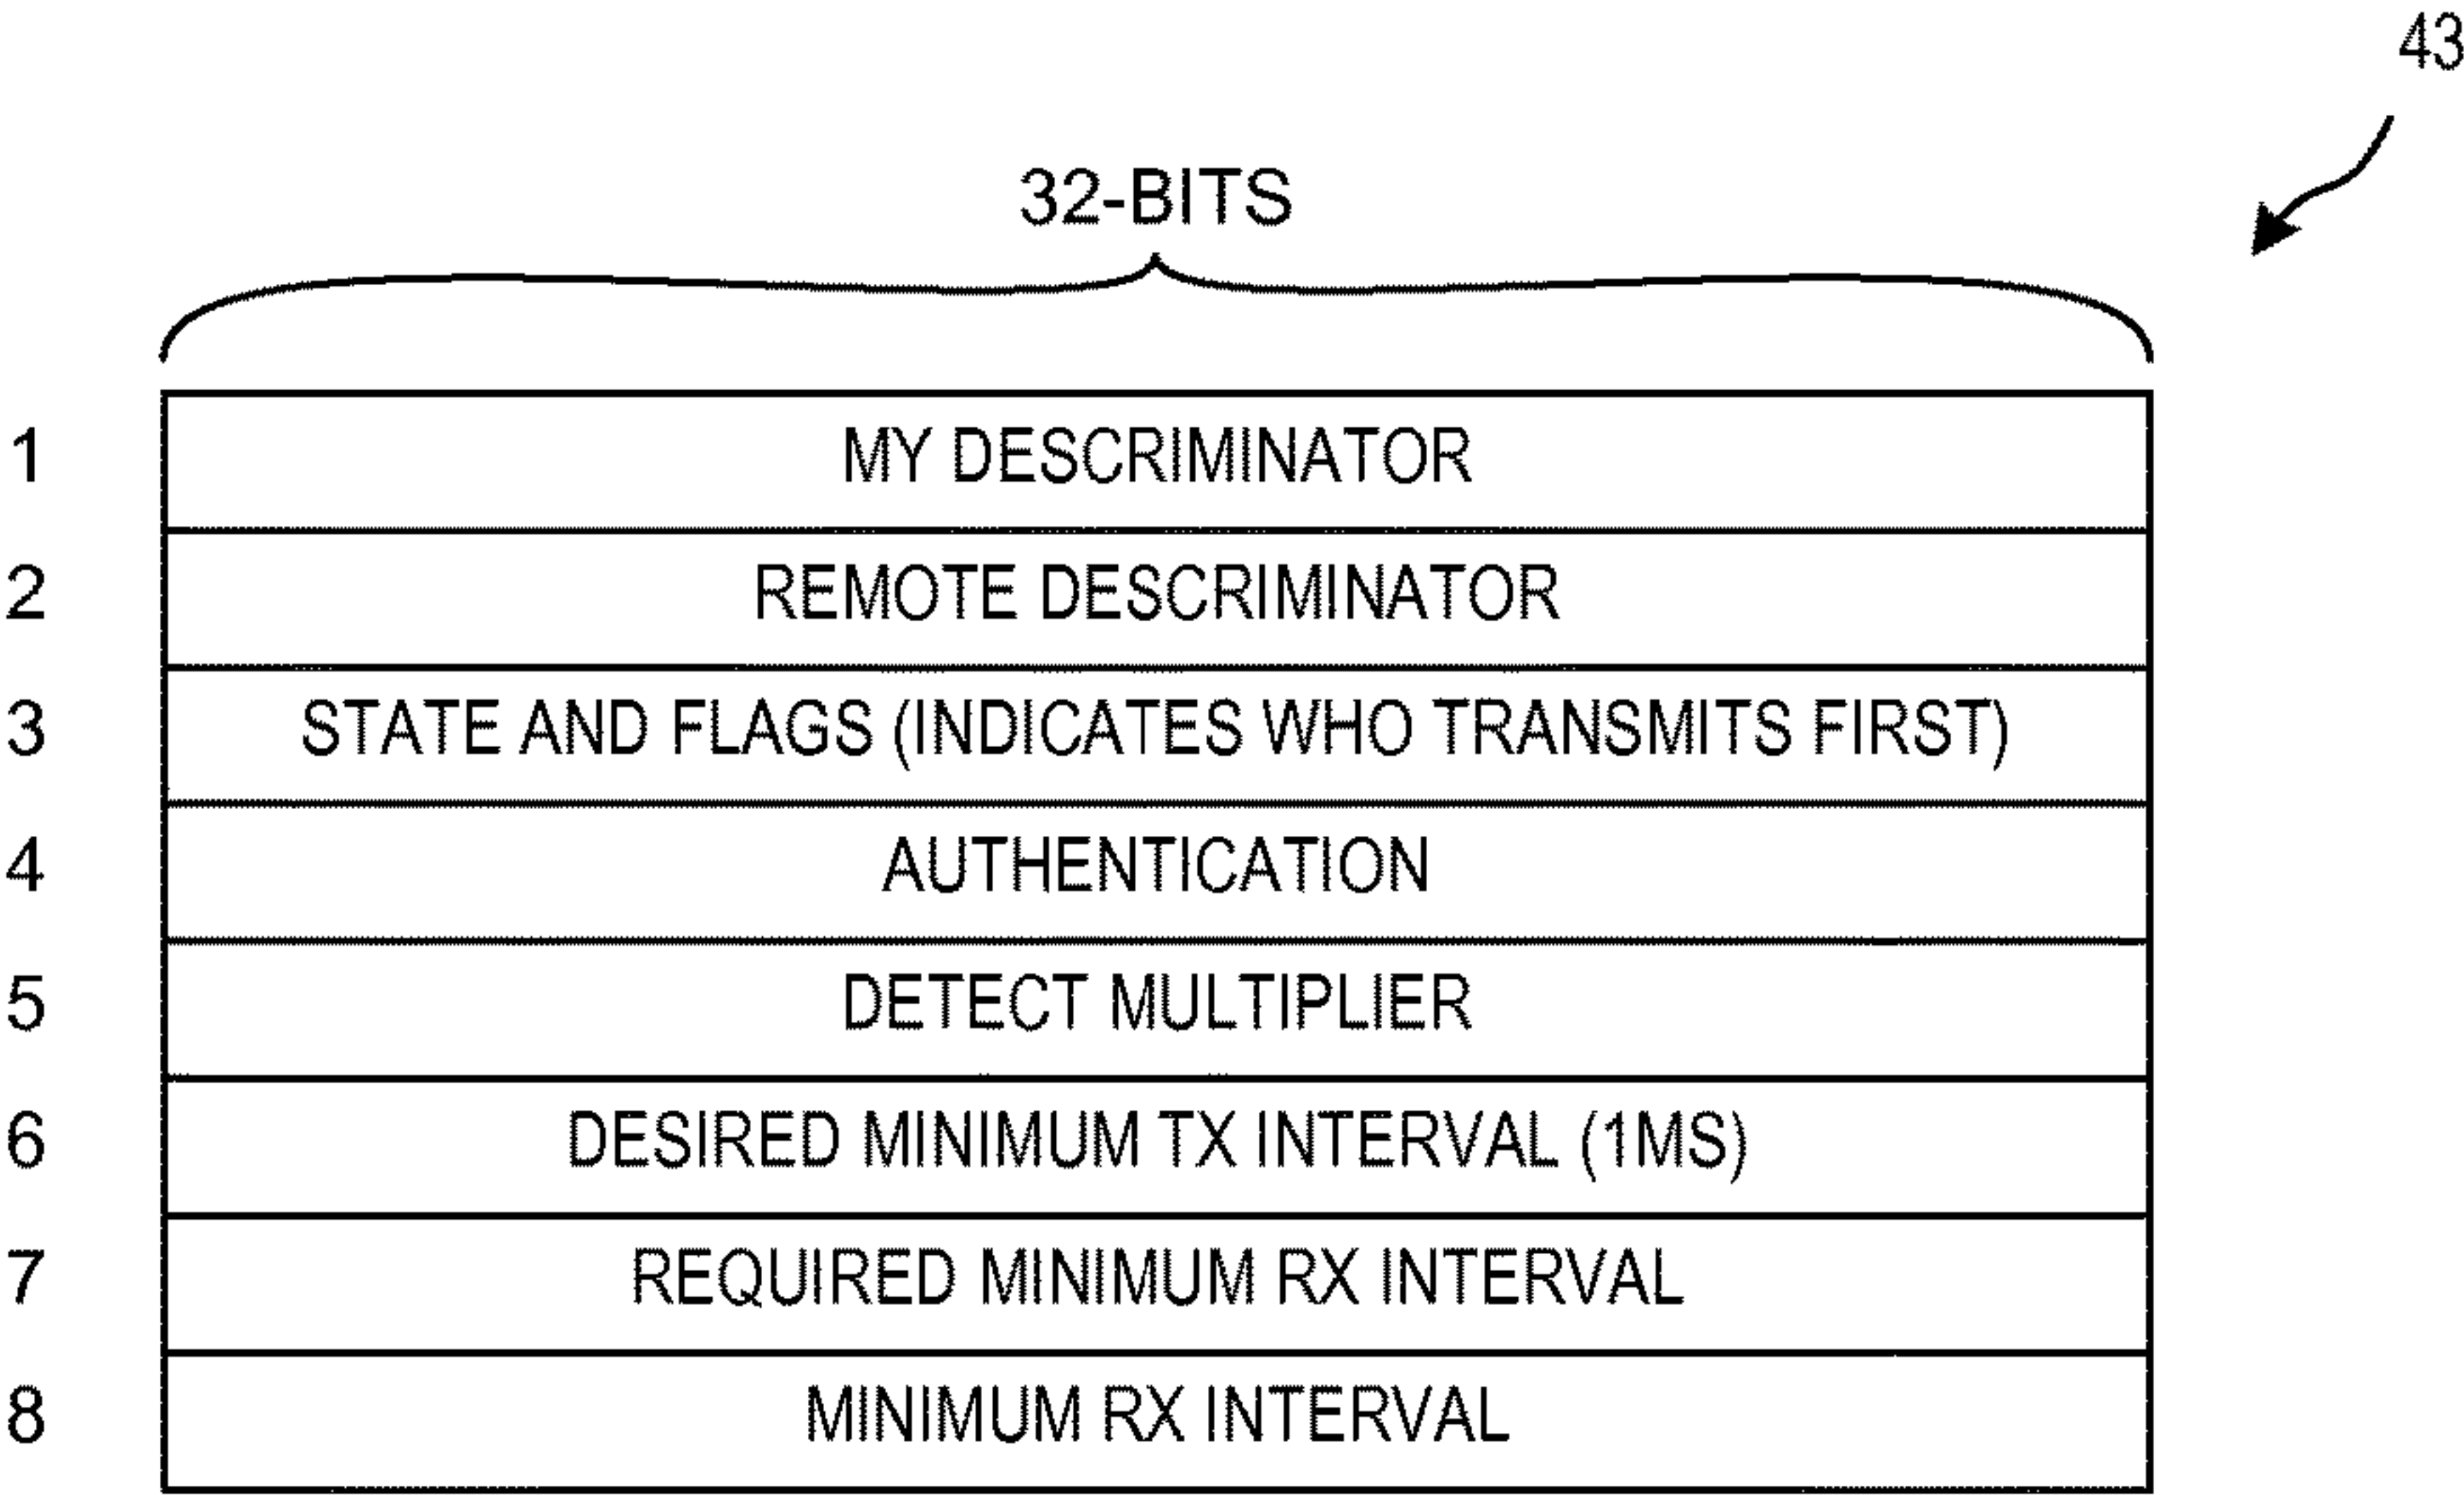 43
32-BITS
1 MY DESCRIMINATOR
2 REMOTE DESCRIMINATOR
3 STATE AND FLAGS (INDICATES WHO TRANSMITS FIRST)
4 AUTHENTICATION
5 DETECT MULTIPLIER
6 DESIRED MINIMUM TX INTERVAL (1MS)
7 REQUIRED MINIMUM RX INTERVAL
8 MINIMUM RX INTERVAL